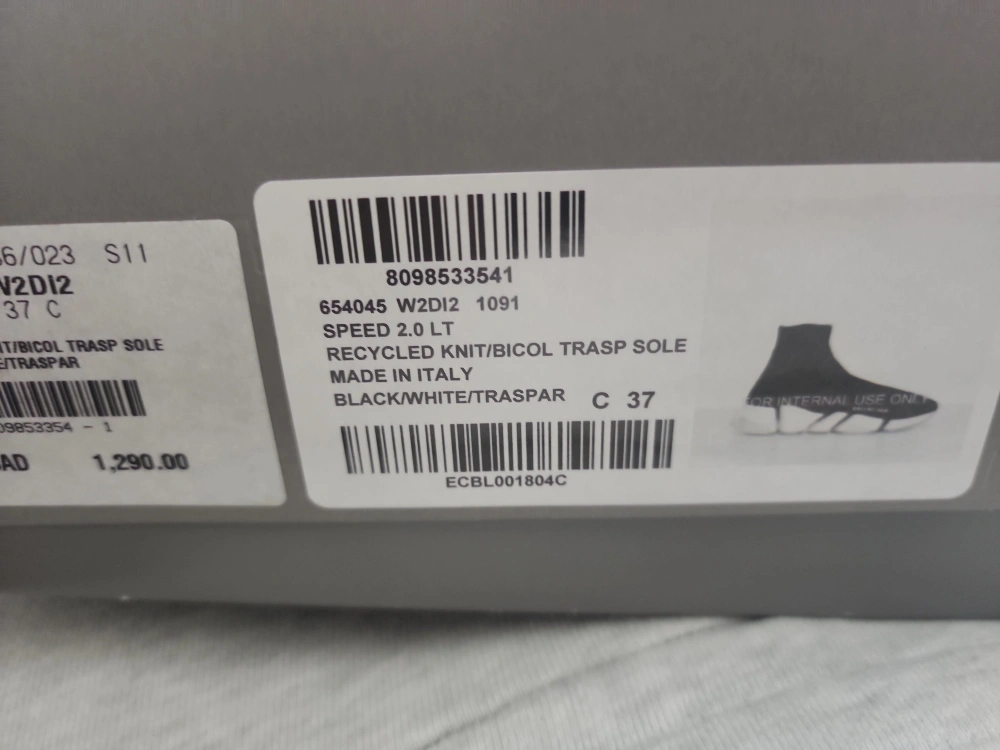 6/023 S11
W2DI2
37 C
IT/BICOL TRASP SOLE
E/TRASPAR
09853354 - 1
AD 1,290.00
8098533541
654045 W2DI2 1091
SPEED 2.0 LT
RECYCLED KNIT/BICOL TRASP SOLE
MADE IN ITALY
BLACK/WHITE/TRASPAR C 37
ECBL001804C
FOR INTERNAL USE ONLY